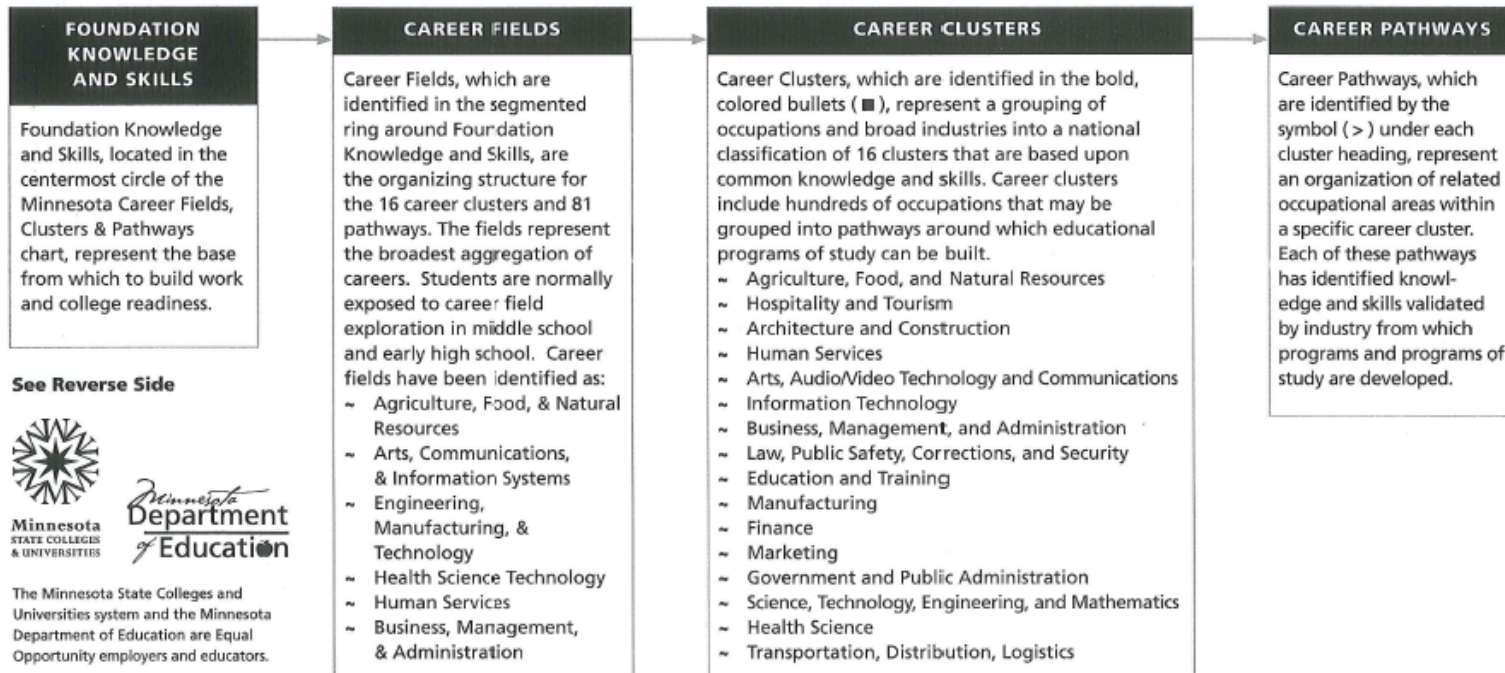 FOUNDATION
KNOWLEDGE
AND SKILLS
Foundation Knowledge
and Skills, located in the
centermost circle of the
Minnesota Career Fields,
Clusters & Pathways
chart, represent the base
from which to build work
and college readiness.
See Reverse Side
Minnesota
STATE COLLEGES
& UNIVERSITIES
Minnesota
Department
of Education
The Minnesota State Colleges and
Universities system and the Minnesota
Department of Education are Equal
Opportunity employers and educators.
CAREER FIELDS
Career Fields, which are
identified in the segmented
ring around Foundation
Knowledge and Skills, are
the organizing structure for
the 16 career clusters and 81
pathways. The fields represent
the broadest aggregation of
careers. Students are normally
exposed to career field
exploration in middle school
and early high school. Career
fields have been identified as:
~ Agriculture, Food, & Natural
Resources
~ Arts, Communications,
& Information Systems
~ Engineering,
Manufacturing, &
Technology
~ Health Science Technology
~ Human Services
~ Business, Management,
& Administration
CAREER CLUSTERS
Career Clusters, which are identified in the bold,
colored bullets ( ■ ), represent a grouping of
occupations and broad industries into a national
classification of 16 clusters that are based upon
common knowledge and skills. Career clusters
include hundreds of occupations that may be
grouped into pathways around which educational
programs of study can be built.
~ Agriculture, Food, and Natural Resources
~ Hospitality and Tourism
~ Architecture and Construction
~ Human Services
~ Arts, Audio/Video Technology and Communications
~ Information Technology
~ Business, Management, and Administration
~ Law, Public Safety, Corrections, and Security
~ Education and Training
~ Manufacturing
~ Finance
~ Marketing
~ Government and Public Administration
~ Science, Technology, Engineering, and Mathematics
~ Health Science
~ Transportation, Distribution, Logistics
CAREER PATHWAYS
Career Pathways, which
are identified by the
symbol ( > ) under each
cluster heading, represent
an organization of related
occupational areas within
a specific career cluster.
Each of these pathways
has identified knowl-
edge and skills validated
by industry from which
programs and programs of
study are developed.